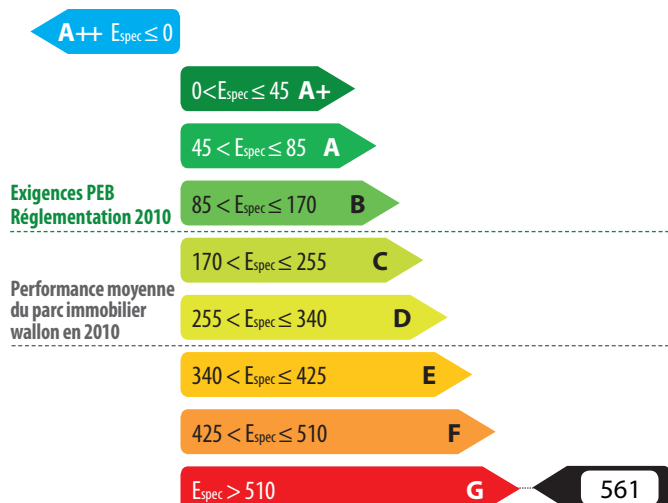 A++ Espec ≤ 0
0<Espec ≤ 45 A+
45 < Espec ≤ 85 A
Exigences PEB
Réglementation 2010
85 < Espec ≤ 170 B
170 < Espec ≤ 255 C
Performance moyenne
du parc immobilier
wallon en 2010
255 < Espec ≤ 340 D
340 < Espec ≤ 425 E
425 < Espec ≤ 510 F
Espec > 510 G 561